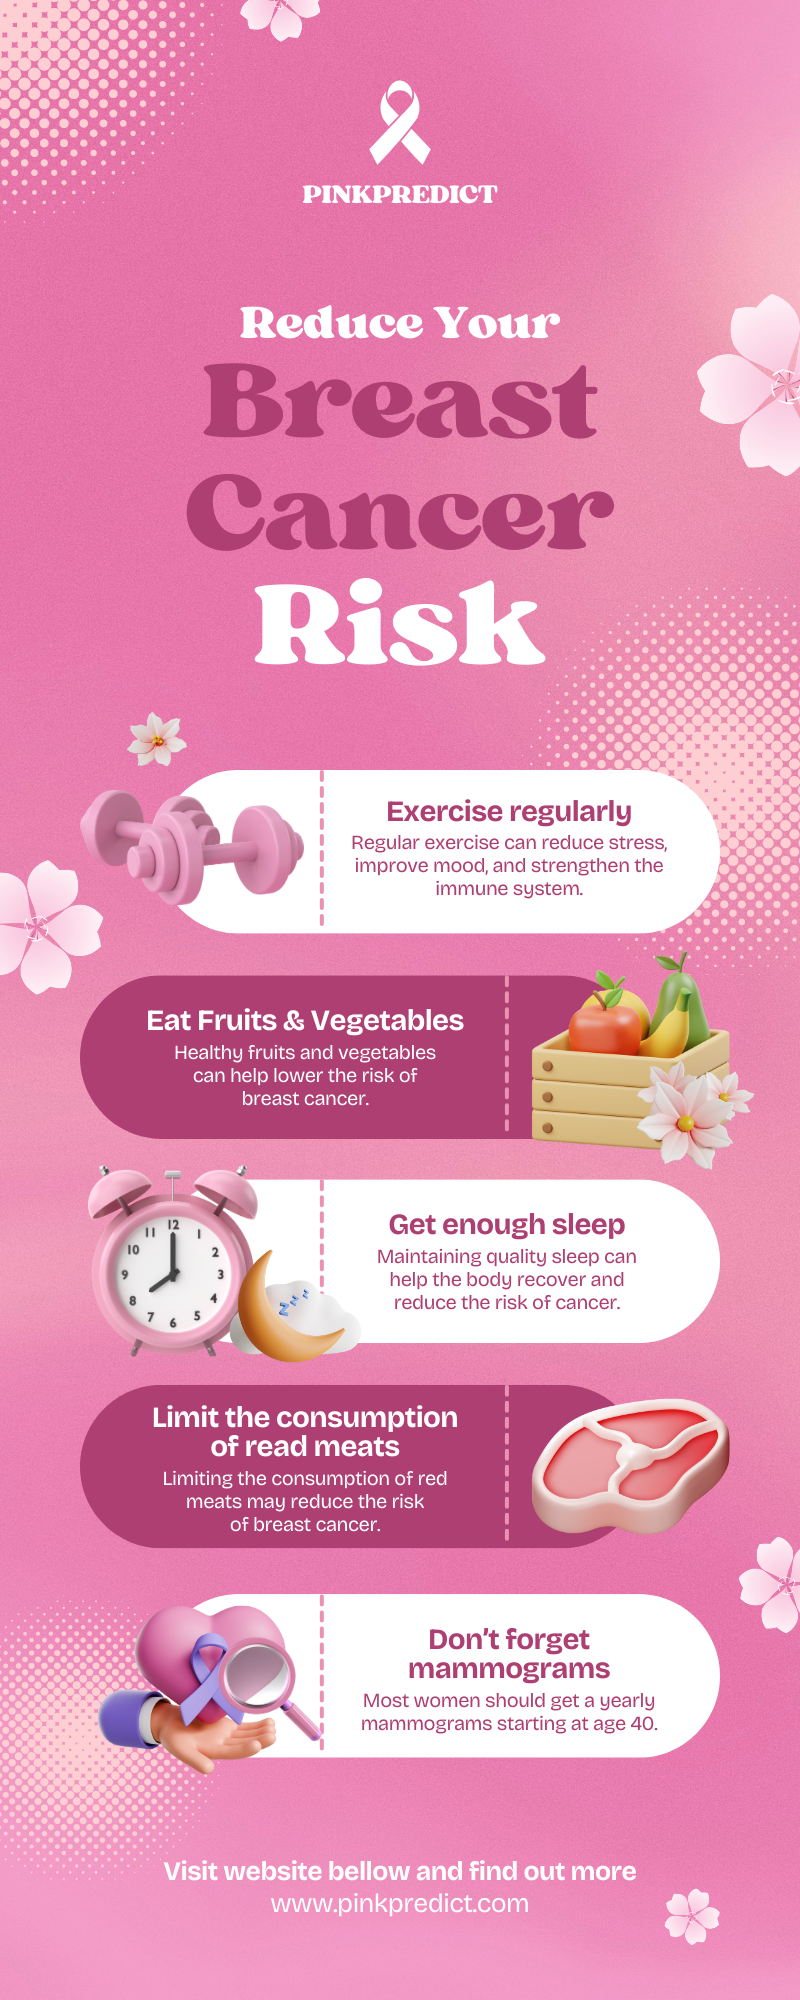 PINKPREDICT
Reduce Your
Breast
Cancer
Risk
Exercise regularly
Regular exercise can reduce stress,
improve mood, and strengthen the
immune system.
Eat Fruits & Vegetables
Healthy fruits and vegetables
can help lower the risk of
breast cancer.
12
1
2
3
4
5
6
7
8
9
10
11
Z z z
Get enough sleep
Maintaining quality sleep can
help the body recover and
reduce the risk of cancer.
Limit the consumption
of read meats
Limiting the consumption of red
meats may reduce the risk
of breast cancer.
Don't forget
mammograms
Most women should get a yearly
mammograms starting at age 40.
Visit website bellow and find out more
www.pinkpredict.com